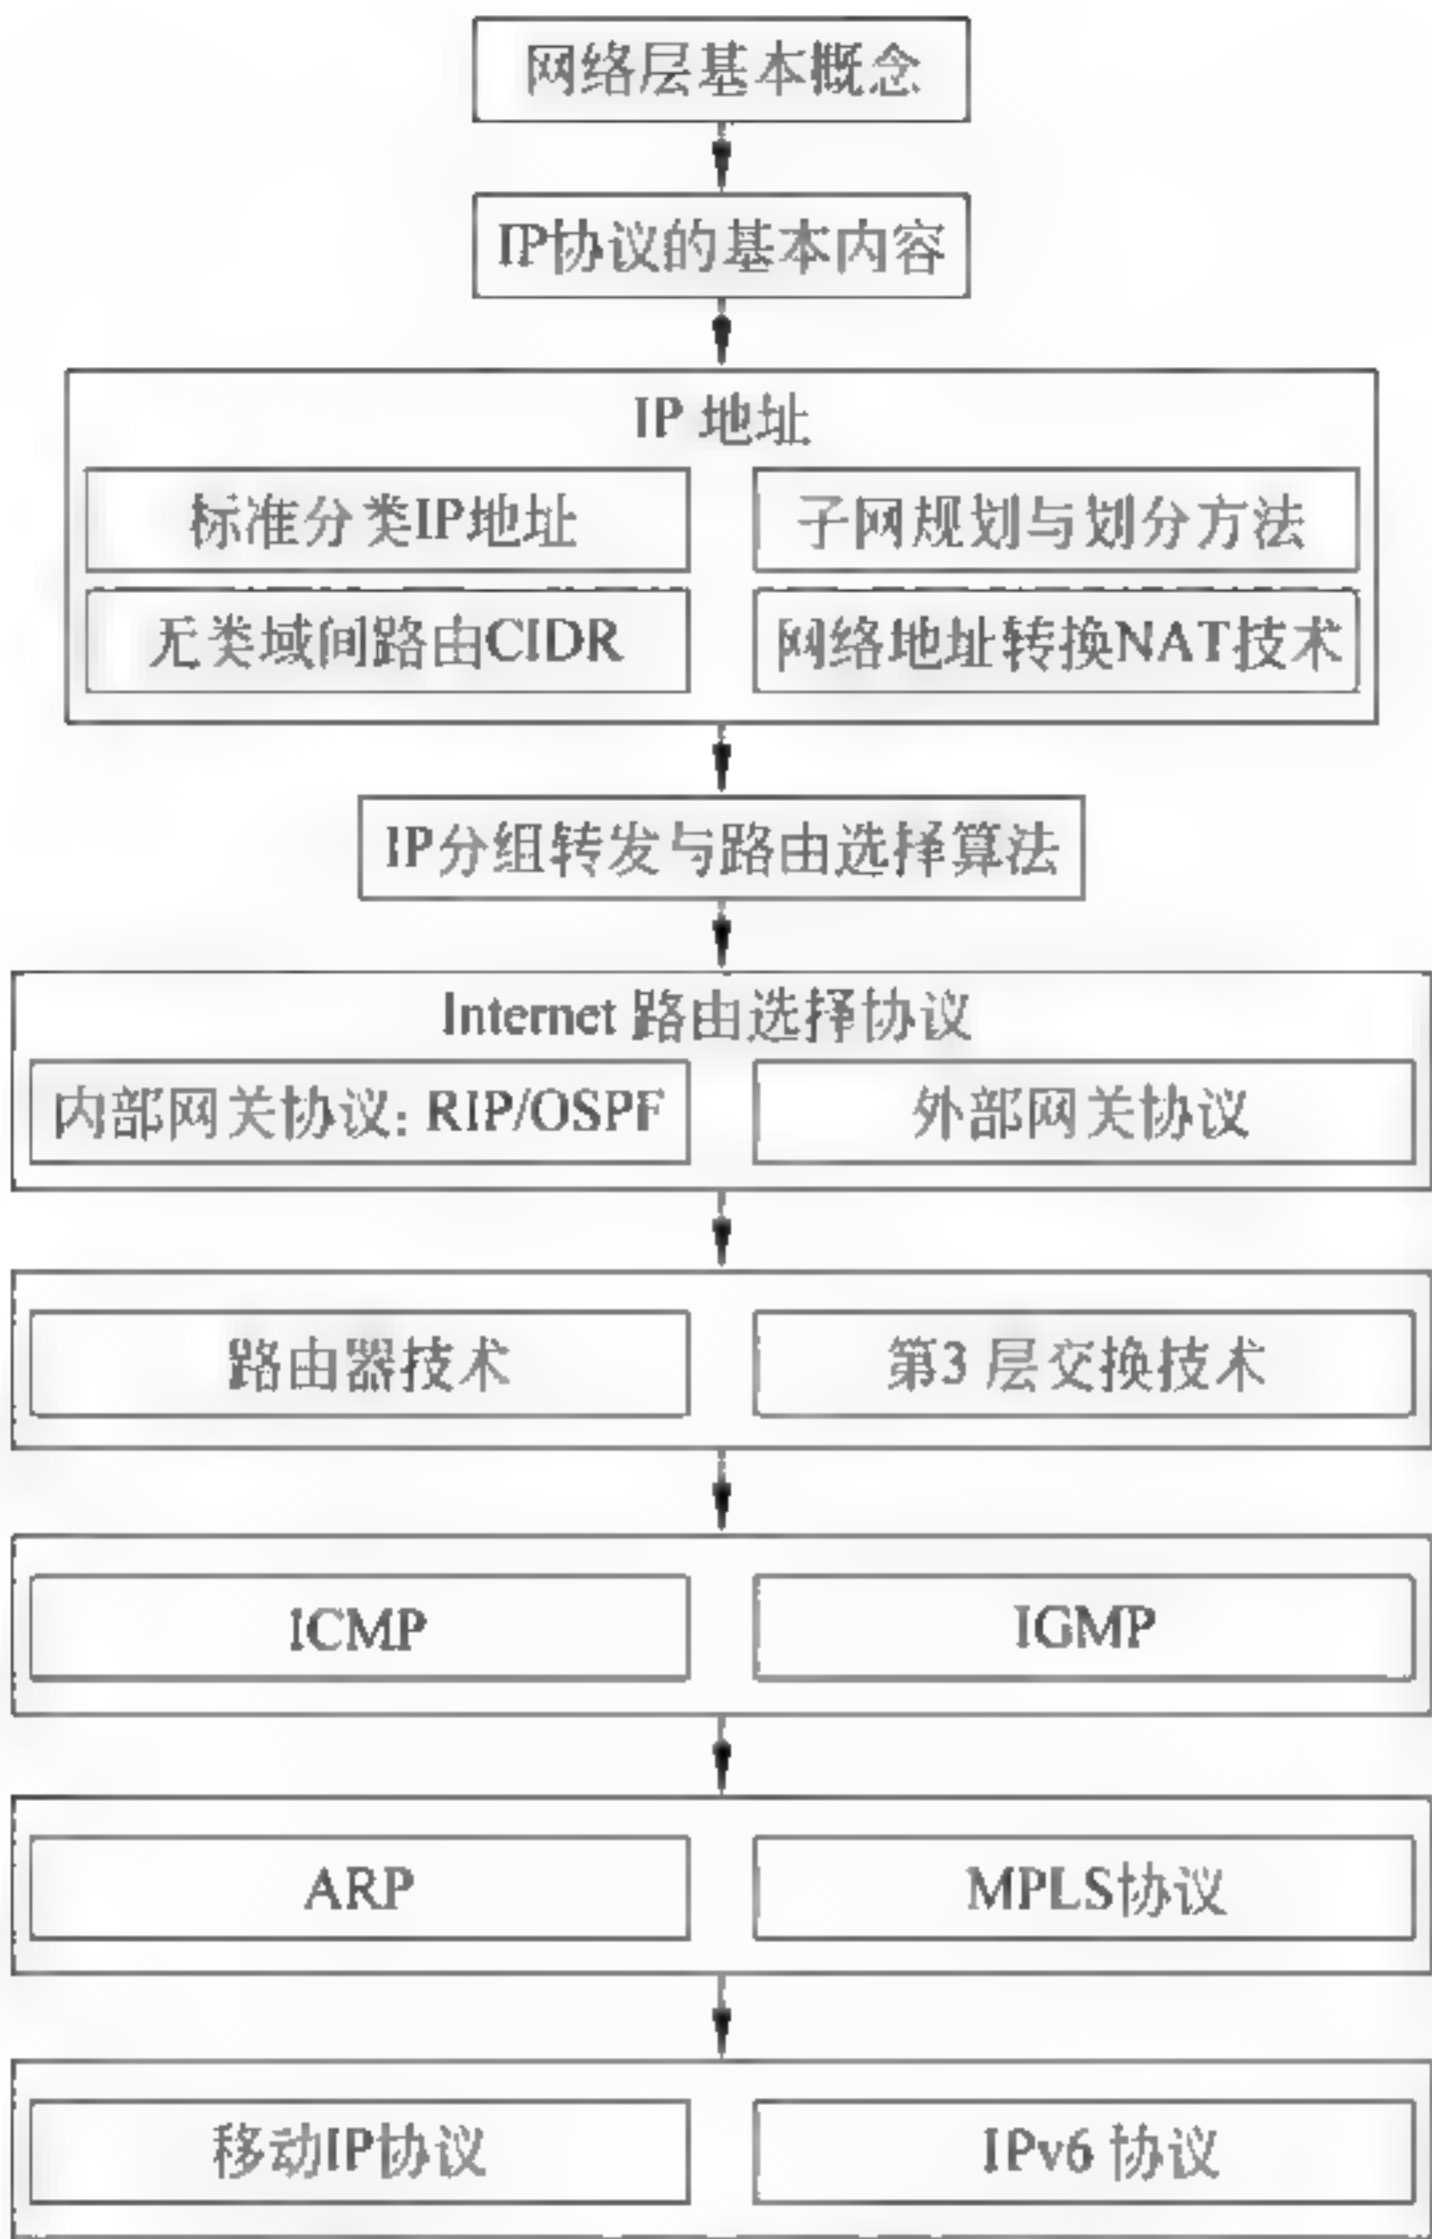 网络层基本概念
IP协议的基本内容
IP 地址
标准分类IP地址
子网规划与划分方法
无类域间路由CIDR
网络地址转换NAT技术
IP分组转发与路由选择算法
Internet 路由选择协议
内部网关协议: RIP/OSPF
外部网关协议
路由器技术
第3 层交换技术
ICMP
IGMP
ARP
MPLS协议
移动IP协议
IPv6 协议